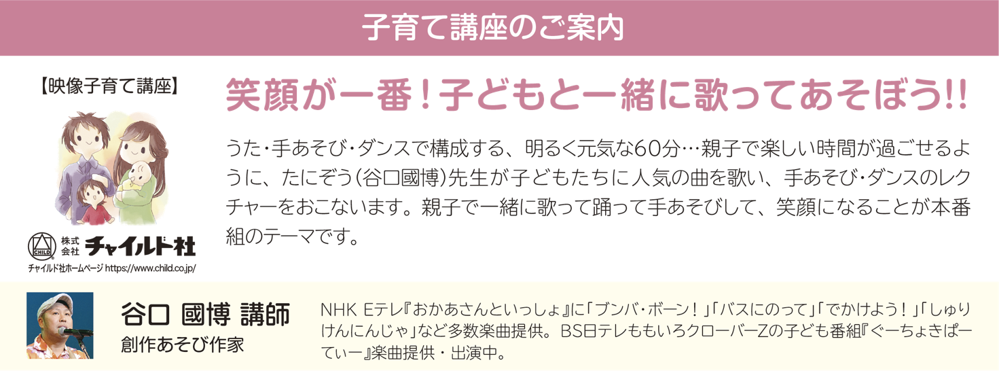 子育て講座のご案内
【映像子育て講座】
笑顔が一番！子どもと一緒に歌ってあそぼう!!
うた・手あそび・ダンスで構成する、明るく元気な60分…親子で楽しい時間が過ごせるよ
うに、たにぞう(谷口國博)先生が子どもたちに人気の曲を歌い、手あそび・ダンスのレク
チャーをおこないます。親子で一緒に歌って踊って手あそびして、笑顔になることが本番
組のテーマです。
CHILD
株式会社 チャイルド社
チャイルド社ホームページ https://www.child.co.jp/
谷口 國博 講師
創作あそび作家
NHK Eテレ『おかあさんといっしょ』に「ブンバ・ボーン！」「バスにのって」「でかけよう！」「しゅり
けんにんじゃ」など多数楽曲提供。BS日テレももいろクローバーZの子ども番組『ぐーちょきぱー
てぃー』楽曲提供・出演中。